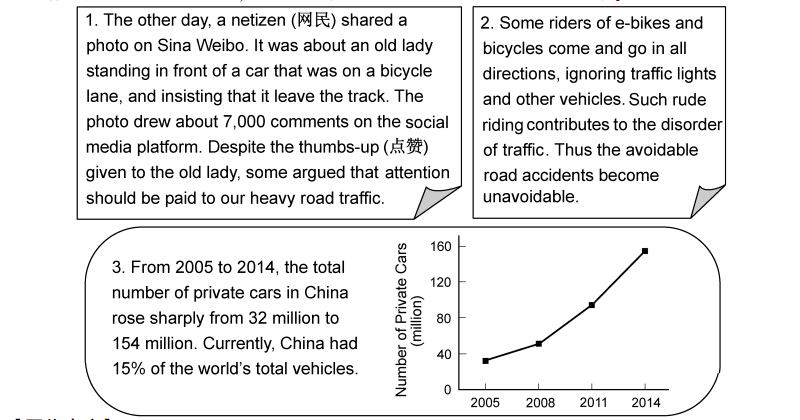 1. The other day, a netizen (网民) shared a
photo on Sina Weibo. It was about an old lady
standing in front of a car that was on a bicycle
lane, and insisting that it leave the track. The
photo drew about 7,000 comments on the social
media platform. Despite the thumbs-up (点赞)
given to the old lady, some argued that attention
should be paid to our heavy road traffic.
2. Some riders of e-bikes and
bicycles come and go in all
directions, ignoring traffic lights
and other vehicles. Such rude
riding contributes to the disorder
of traffic. Thus the avoidable
road accidents become
unavoidable.
3. From 2005 to 2014, the total
number of private cars in China
rose sharply from 32 million to
154 million. Currently, China had
15% of the world's total vehicles.
Number of Private Cars
(million)
160
120
80
40
0
2005 2008 2011 2014